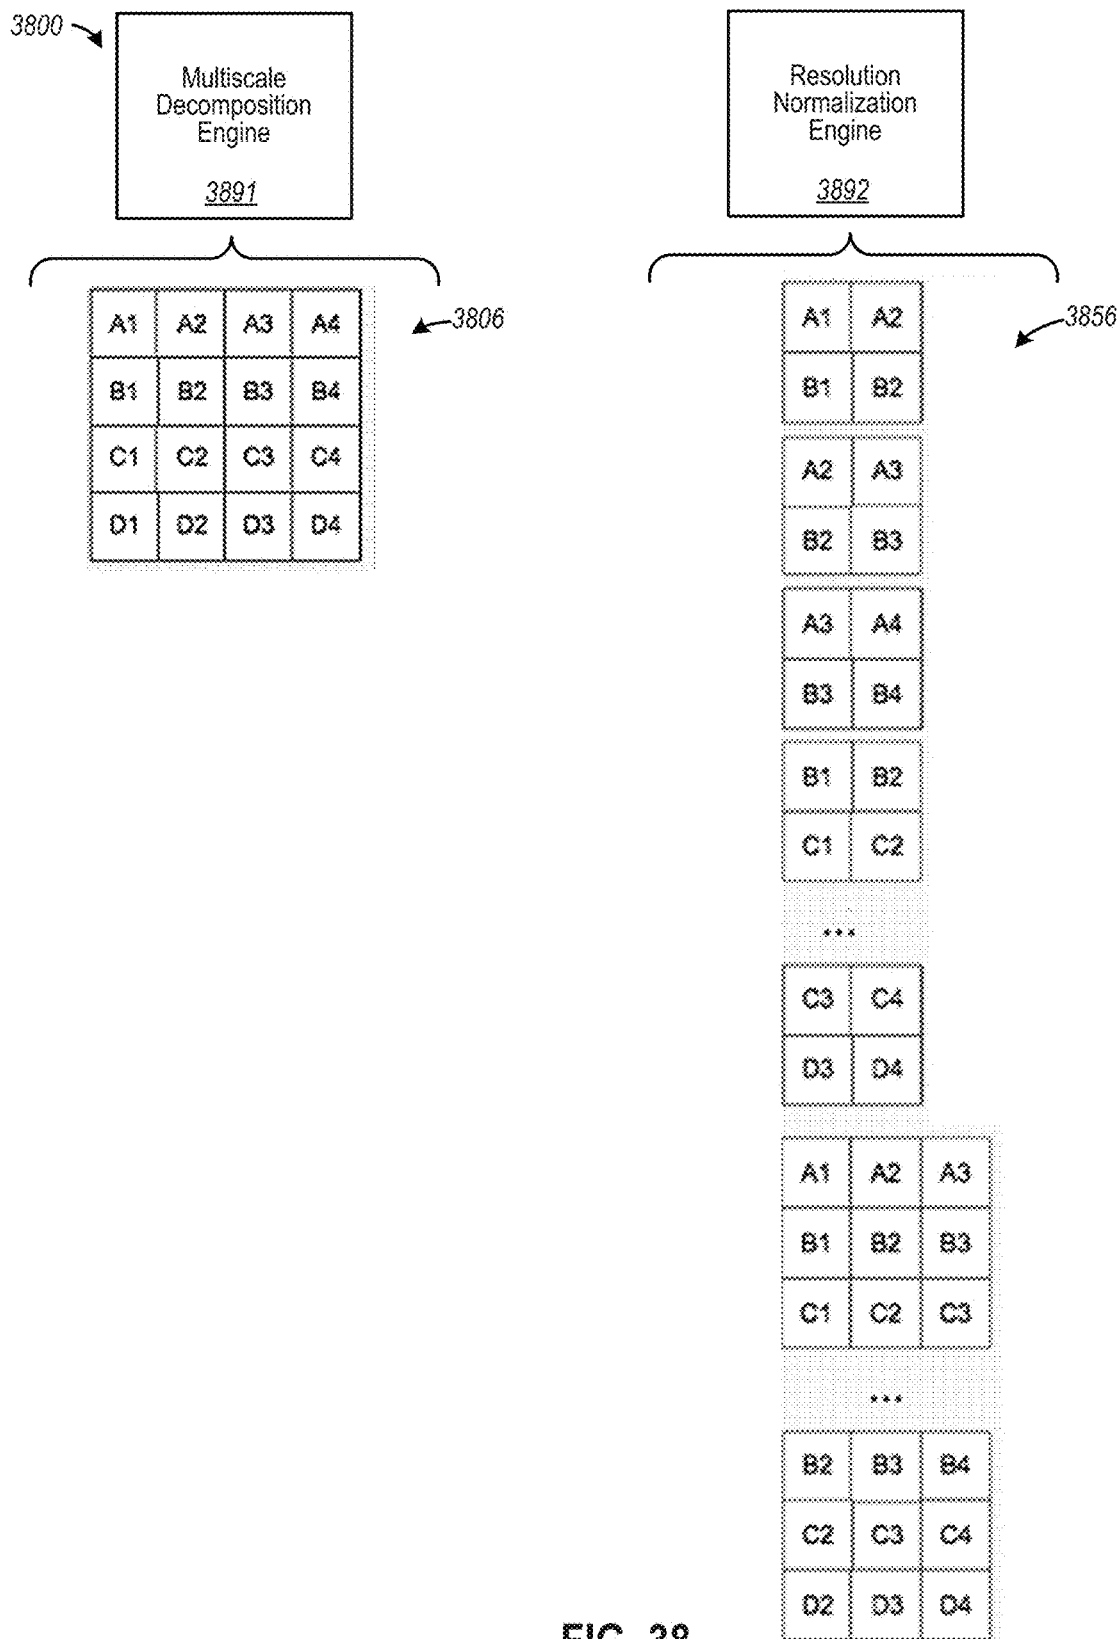 3800
Multiscale
Decomposition
Engine
3891
A1 A2 A3 A4
B1 B2 B3 B4
C1 C2 C3 C4
D1 D2 D3 D4
3806
Resolution
Normalization
Engine
3892
3856
A1 A2
B1 B2
A2 A3
B2 B3
A3 A4
B3 B4
B1 B2
C1 C2
...
C3 C4
D3 D4
A1 A2 A3
B1 B2 B3
C1 C2 C3
...
B2 B3 B4
C2 C3 C4
D2 D3 D4
FIG. 38